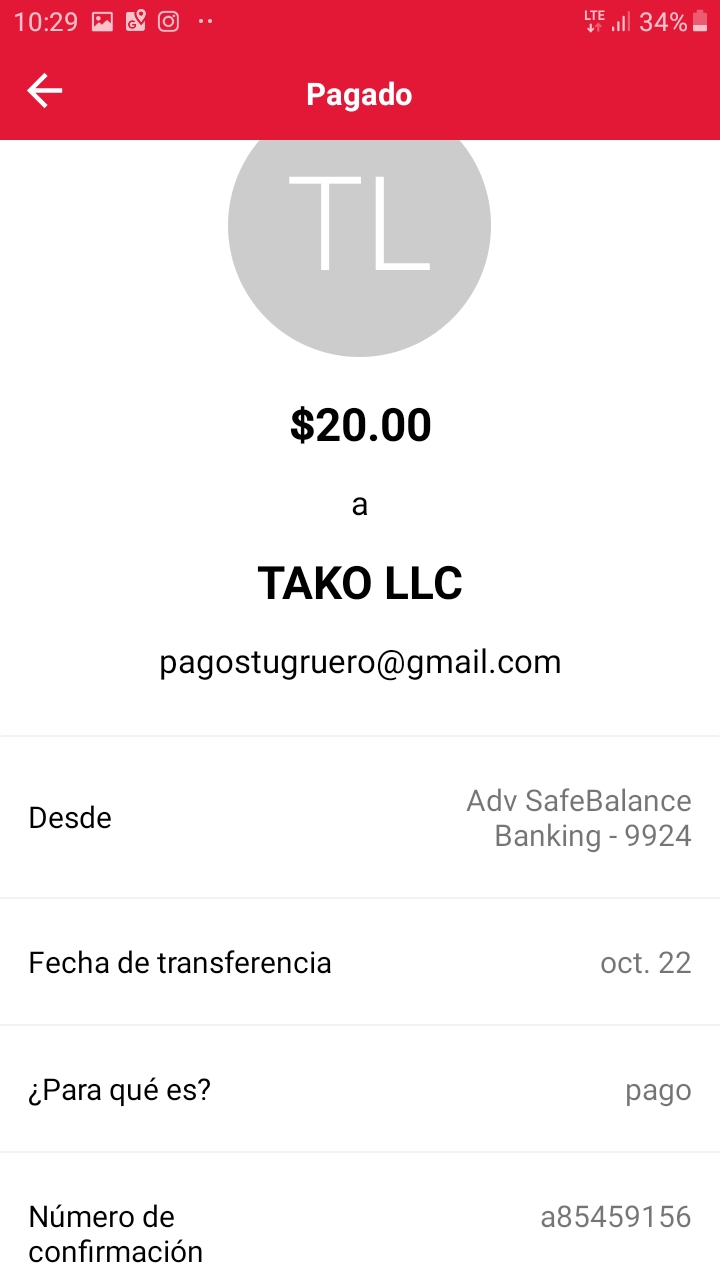 10:29
LTE 34%
Pagado
TL
$20.00
a
TAKO LLC
pagostugruero@gmail.com
Desde
Adv SafeBalance
Banking - 9924
Fecha de transferencia
oct. 22
¿Para qué es?
pago
Número de
confirmación
a85459156